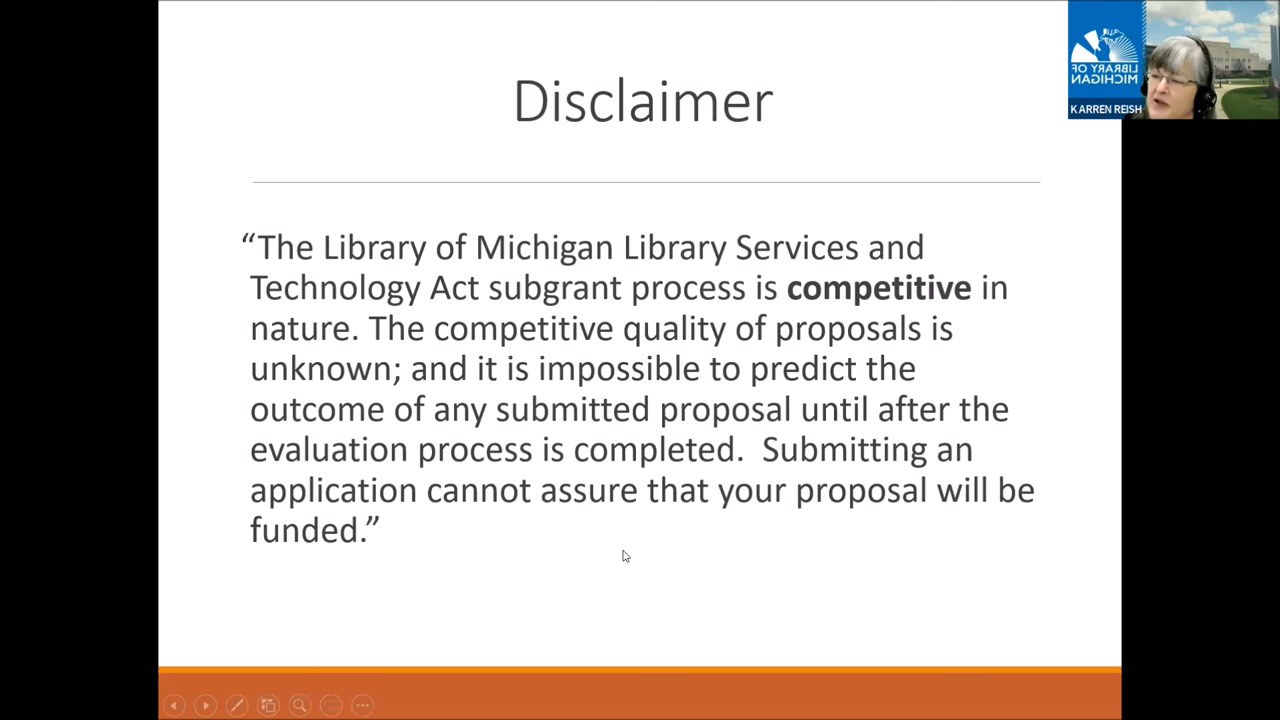 Disclaimer
LIBRARY OF
MICHIGAN
KARREN REISH
“The Library of Michigan Library Services and
Technology Act subgrant process is competitive in
nature. The competitive quality of proposals is
unknown; and it is impossible to predict the
outcome of any submitted proposal until after the
evaluation process is completed.  Submitting an
application cannot assure that your proposal will be
funded.”